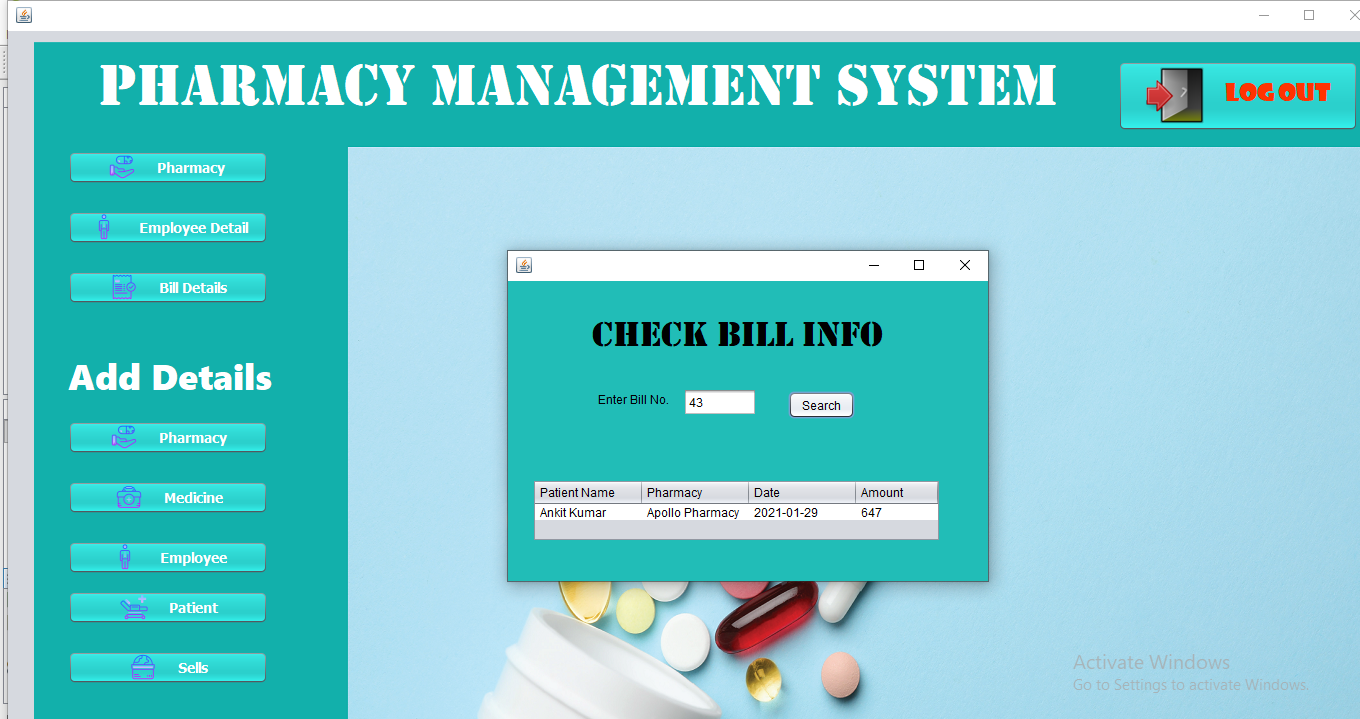 PHARMACY MANAGEMENT SYSTEM
LOG OUT
Pharmacy
Employee Detail
Bill Details
Add Details
Pharmacy
Medicine
Employee
Patient
Sells
CHECK BILL INFO
Enter Bill No. 43 Search
Patient Name Pharmacy Date Amount
Ankit Kumar Apollo Pharmacy 2021-01-29 647
Activate Windows
Go to Settings to activate Windows.